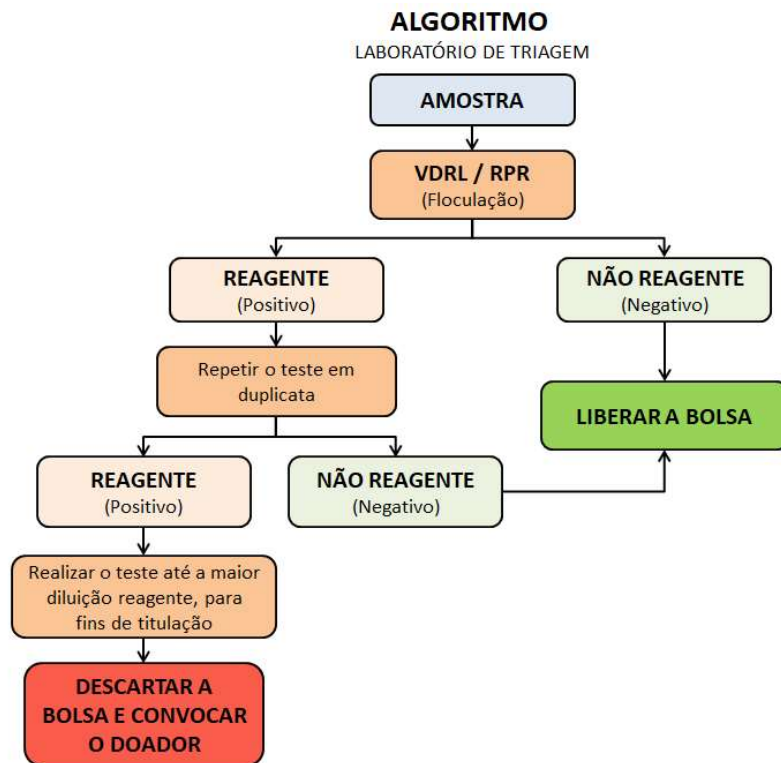 ALGORITMO
LABORATÓRIO DE TRIAGEM
AMOSTRA
VDRL / RPR
(Floculação)
REAGENTE
(Positivo)
NÃO REAGENTE
(Negativo)
Repetir o teste em
duplicata
LIBERAR A BOLSA
REAGENTE
(Positivo)
NÃO REAGENTE
(Negativo)
Realizar o teste até a maior
diluição reagente, para
fins de titulação
DESCARTAR A
BOLSA E CONVOCAR
O DOADOR